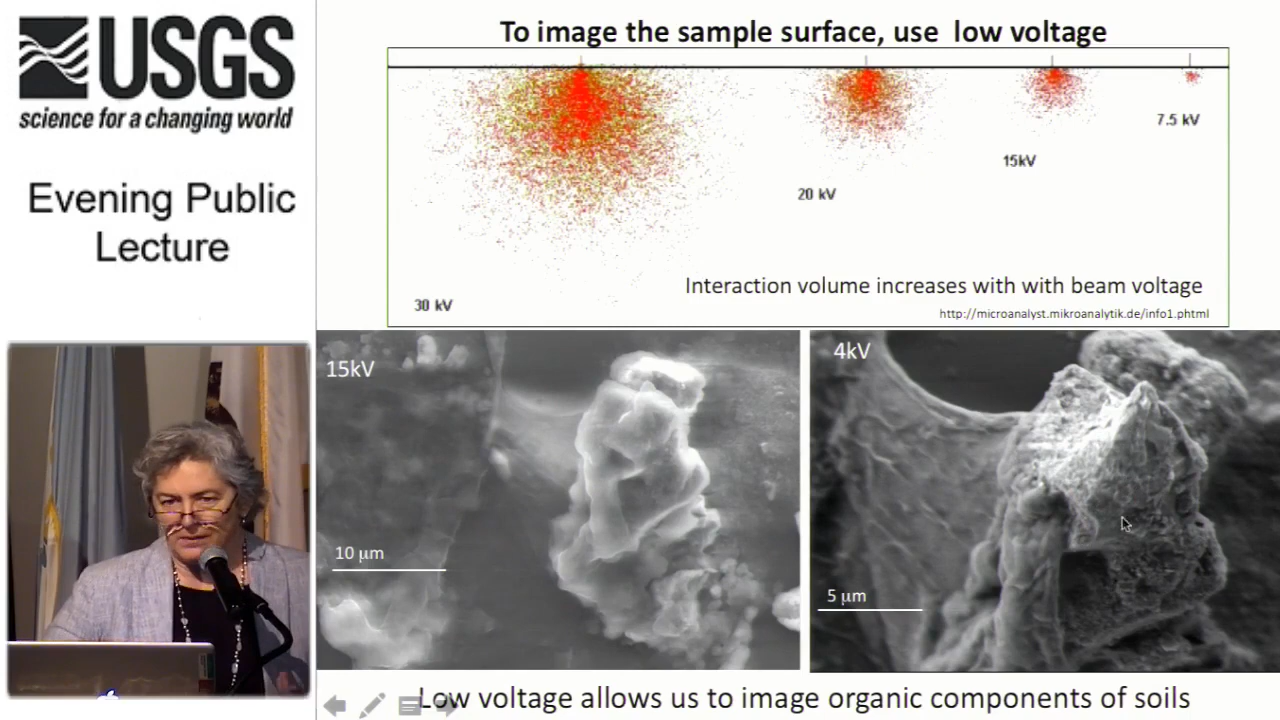 USGS
science for a changing world
Evening Public
Lecture
To image the sample surface, use low voltage
7.5 kV
15kV
20 kV
Interaction volume increases with with beam voltage
30 kV
http://microanalyst.mikroanalytik.de/info1.phtml
15kV
4kV
10 μm
5 μm
Low voltage allows us to image organic components of soils